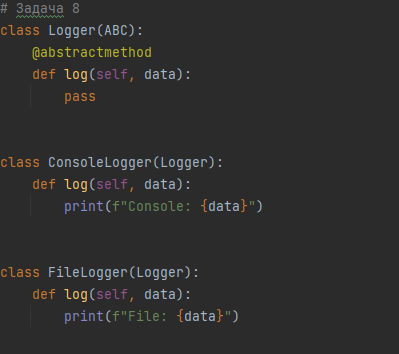 # Задача 8
class Logger(ABC):
    @abstractmethod
    def log(self, data):
        pass
class ConsoleLogger(Logger):
    def log(self, data):
        print(f"Console: {data}")
class FileLogger(Logger):
    def log(self, data):
        print(f"File: {data}")